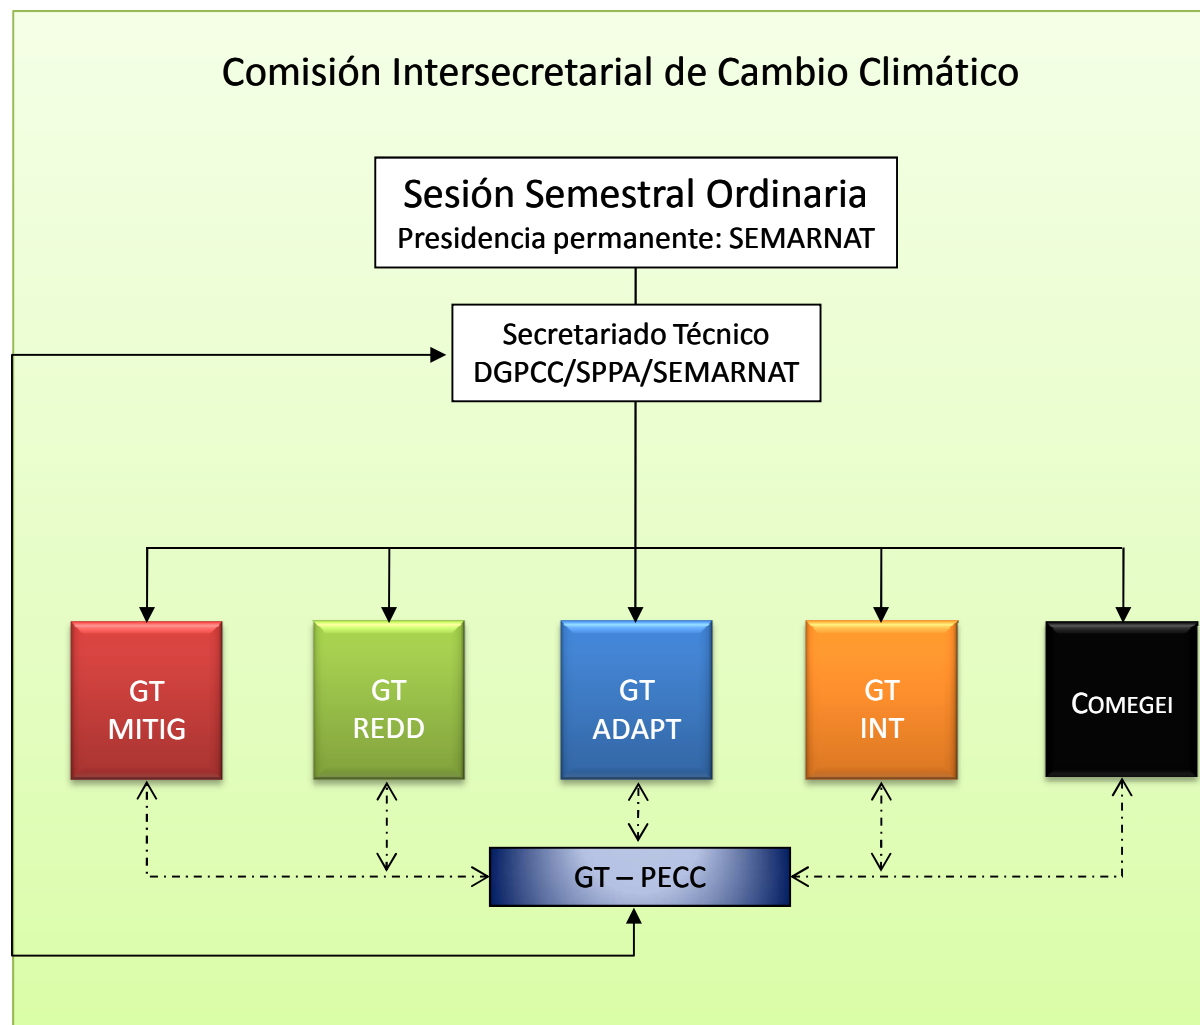 Comisión Intersecretarial de Cambio Climático
Sesión Semestral Ordinaria
Presidencia permanente: SEMARNAT
Secretariado Técnico
DGPCC/SPPA/SEMARNAT
GT
MITIG
GT
REDD
GT
ADAPT
GT
INT
COMEGEI
GT – PECC